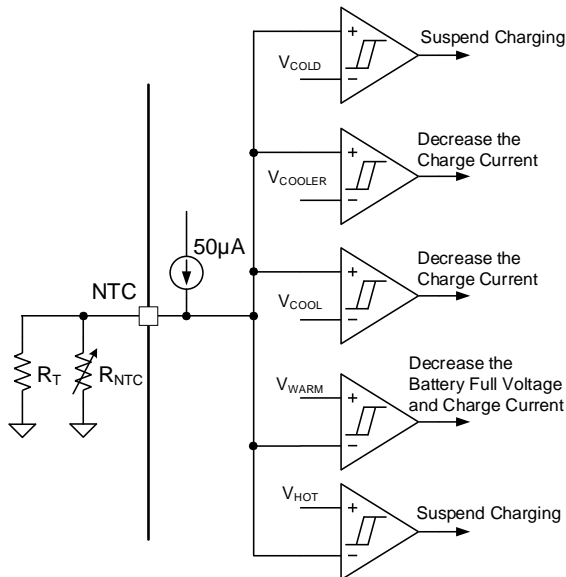 Suspend Charging
+
V_COLD
−
Decrease the
Charge Current
+
V_COOLER
−
50µA
Decrease the
Charge Current
+
V_COOL
−
NTC
R_T
R_NTC
Decrease the
Battery Full Voltage
and Charge Current
V_WARM
+
−
V_HOT
+
Suspend Charging
−